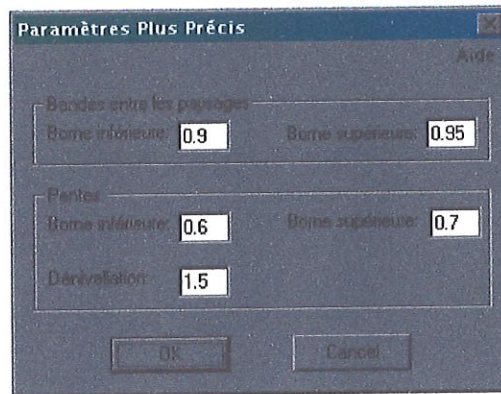 Paramètres Plus Précis
Aide
Bandes entre les paysages
Borne inférieure: 0.9 Borne supérieure: 0.95
Pentes
Borne inférieure: 0.6 Borne supérieure: 0.7
Dénivellation: 1.5
OK Cancel